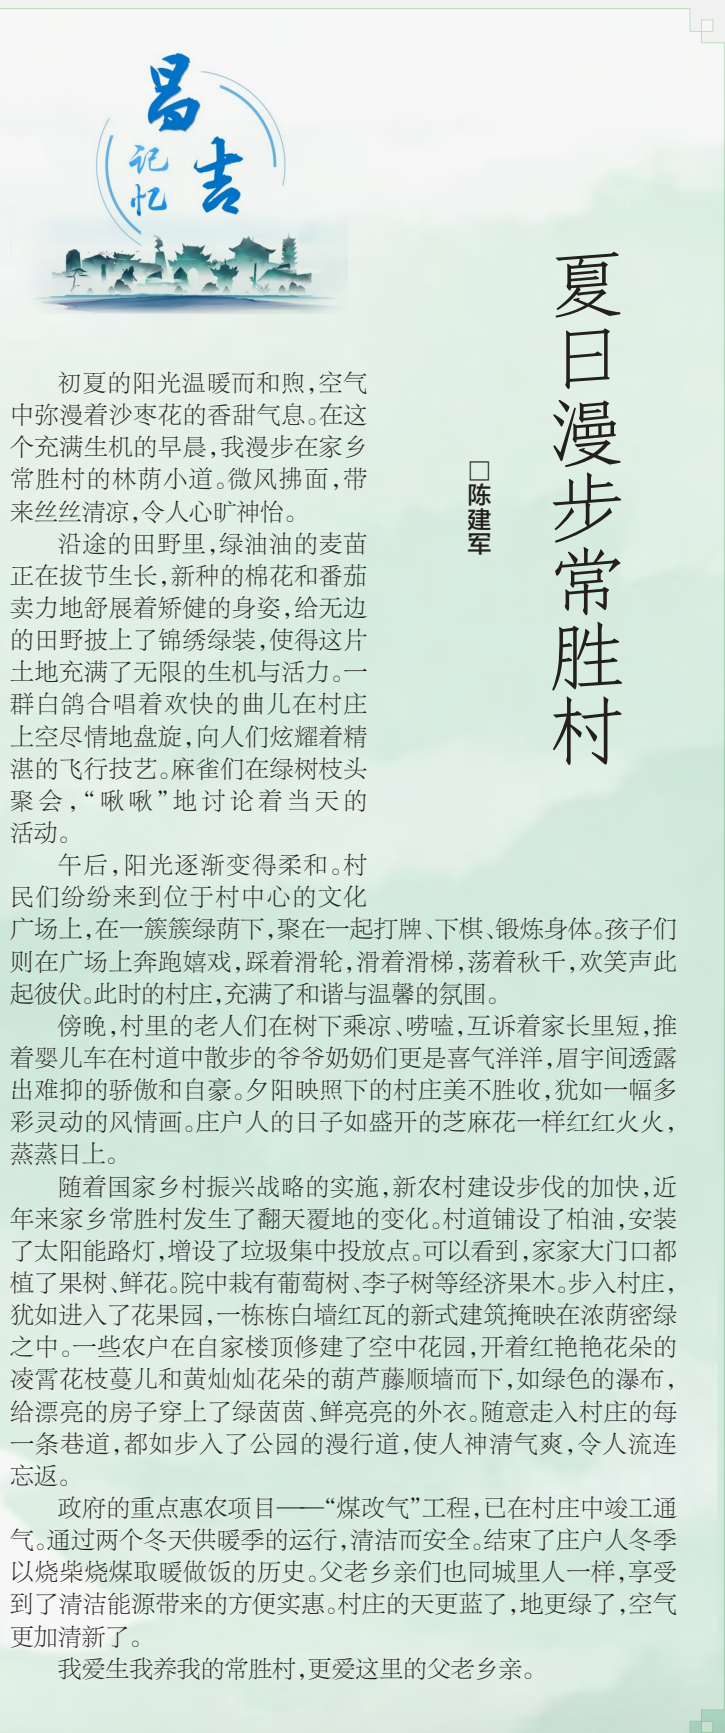 昌吉
记忆
夏日漫步常胜村
□陈建军
初夏的阳光温暖而和煦,空气
中弥漫着沙枣花的香甜气息。在这
个充满生机的早晨,我漫步在家乡
常胜村的林荫小道。微风拂面,带
来丝丝清凉,令人心旷神怡。
沿途的田野里,绿油油的麦苗
正在拔节生长,新种的棉花和番茄
卖力地舒展着矫健的身姿,给无边
的田野披上了锦绣绿装,使得这片
土地充满了无限的生机与活力。一
群白鸽合唱着欢快的曲儿在村庄
上空尽情地盘旋,向人们炫耀着精
湛的飞行技艺。麻雀们在绿树枝头
聚会,“啾啾”地讨论着当天的
活动。
午后,阳光逐渐变得柔和。村
民们纷纷来到位于村中心的文化
广场上,在一簇簇绿荫下,聚在一起打牌、下棋、锻炼身体。孩子们
则在广场上奔跑嬉戏,踩着滑轮,滑着滑梯,荡着秋千,欢笑声此
起彼伏。此时的村庄,充满了和谐与温馨的氛围。
傍晚,村里的老人们在树下乘凉、唠嗑,互诉着家长里短,推
着婴儿车在村道中散步的爷爷奶奶们更是喜气洋洋,眉宇间透露
出难抑的骄傲和自豪。夕阳映照下的村庄美不胜收,犹如一幅多
彩灵动的风情画。庄户人的日子如盛开的芝麻花一样红红火火,
蒸蒸日上。
随着国家乡村振兴战略的实施,新农村建设步伐的加快,近
年来家乡常胜村发生了翻天覆地的变化。村道铺设了柏油,安装
了太阳能路灯,增设了垃圾集中投放点。可以看到,家家大门口都
植了果树、鲜花。院中栽有葡萄树、李子树等经济果木。步入村庄,
犹如进入了花果园,一栋栋白墙红瓦的新式建筑掩映在浓荫密绿
之中。一些农户在自家楼顶修建了空中花园,开着红艳艳花朵的
凌霄花枝蔓儿和黄灿灿花朵的葫芦藤顺墙而下,如绿色的瀑布,
给漂亮的房子穿上了绿茵茵、鲜亮亮的外衣。随意走入村庄的每
一条巷道,都如步入了公园的漫行道,使人神清气爽,令人流连
忘返。
政府的重点惠农项目——“煤改气”工程,已在村庄中竣工通
气。通过两个冬天供暖季的运行,清洁而安全。结束了庄户人冬季
以烧柴烧煤取暖做饭的历史。父老乡亲们也同城里人一样,享受
到了清洁能源带来的方便实惠。村庄的天更蓝了,地更绿了,空气
更加清新了。
我爱生我养我的常胜村,更爱这里的父老乡亲。